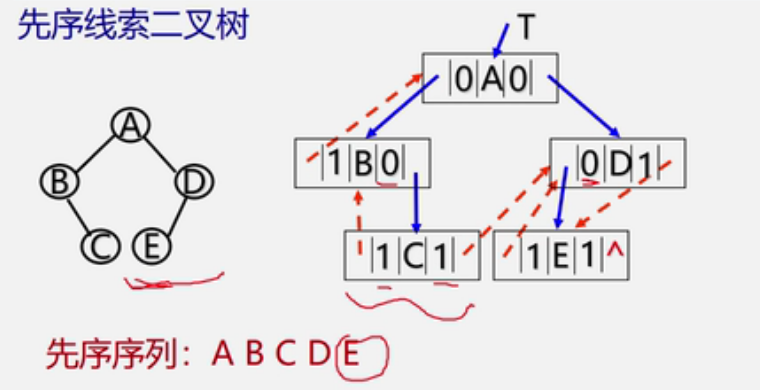 先序线索二叉树
T
0 A 0
A
1 B 0
0 D 1
B
D
C
E
1 C 1
1 E 1 ^
先序序列：A B C D E